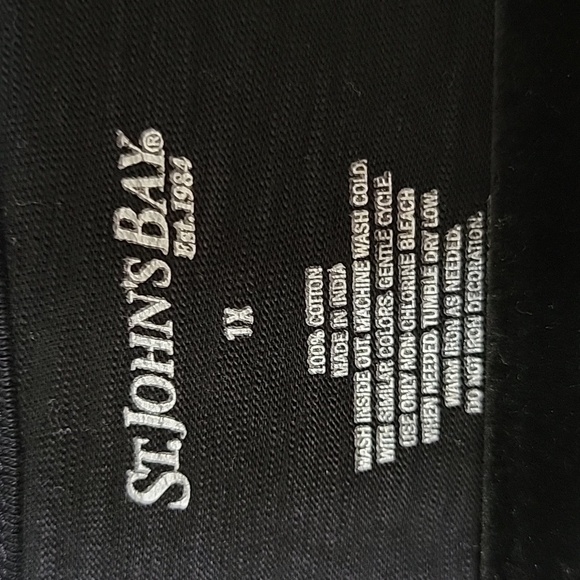 ST. JOHN'S BAY®
Est. 1984
1X
100% COTTON
MADE IN INDIA
WASH INSIDE OUT. MACHINE WASH COLD,
WITH SIMILAR COLORS. GENTLE CYCLE.
USE ONLY NON-CHLORINE BLEACH
WHEN NEEDED. TUMBLE DRY LOW.
WARM IRON AS NEEDED.
DO NOT IRON DECORATION.